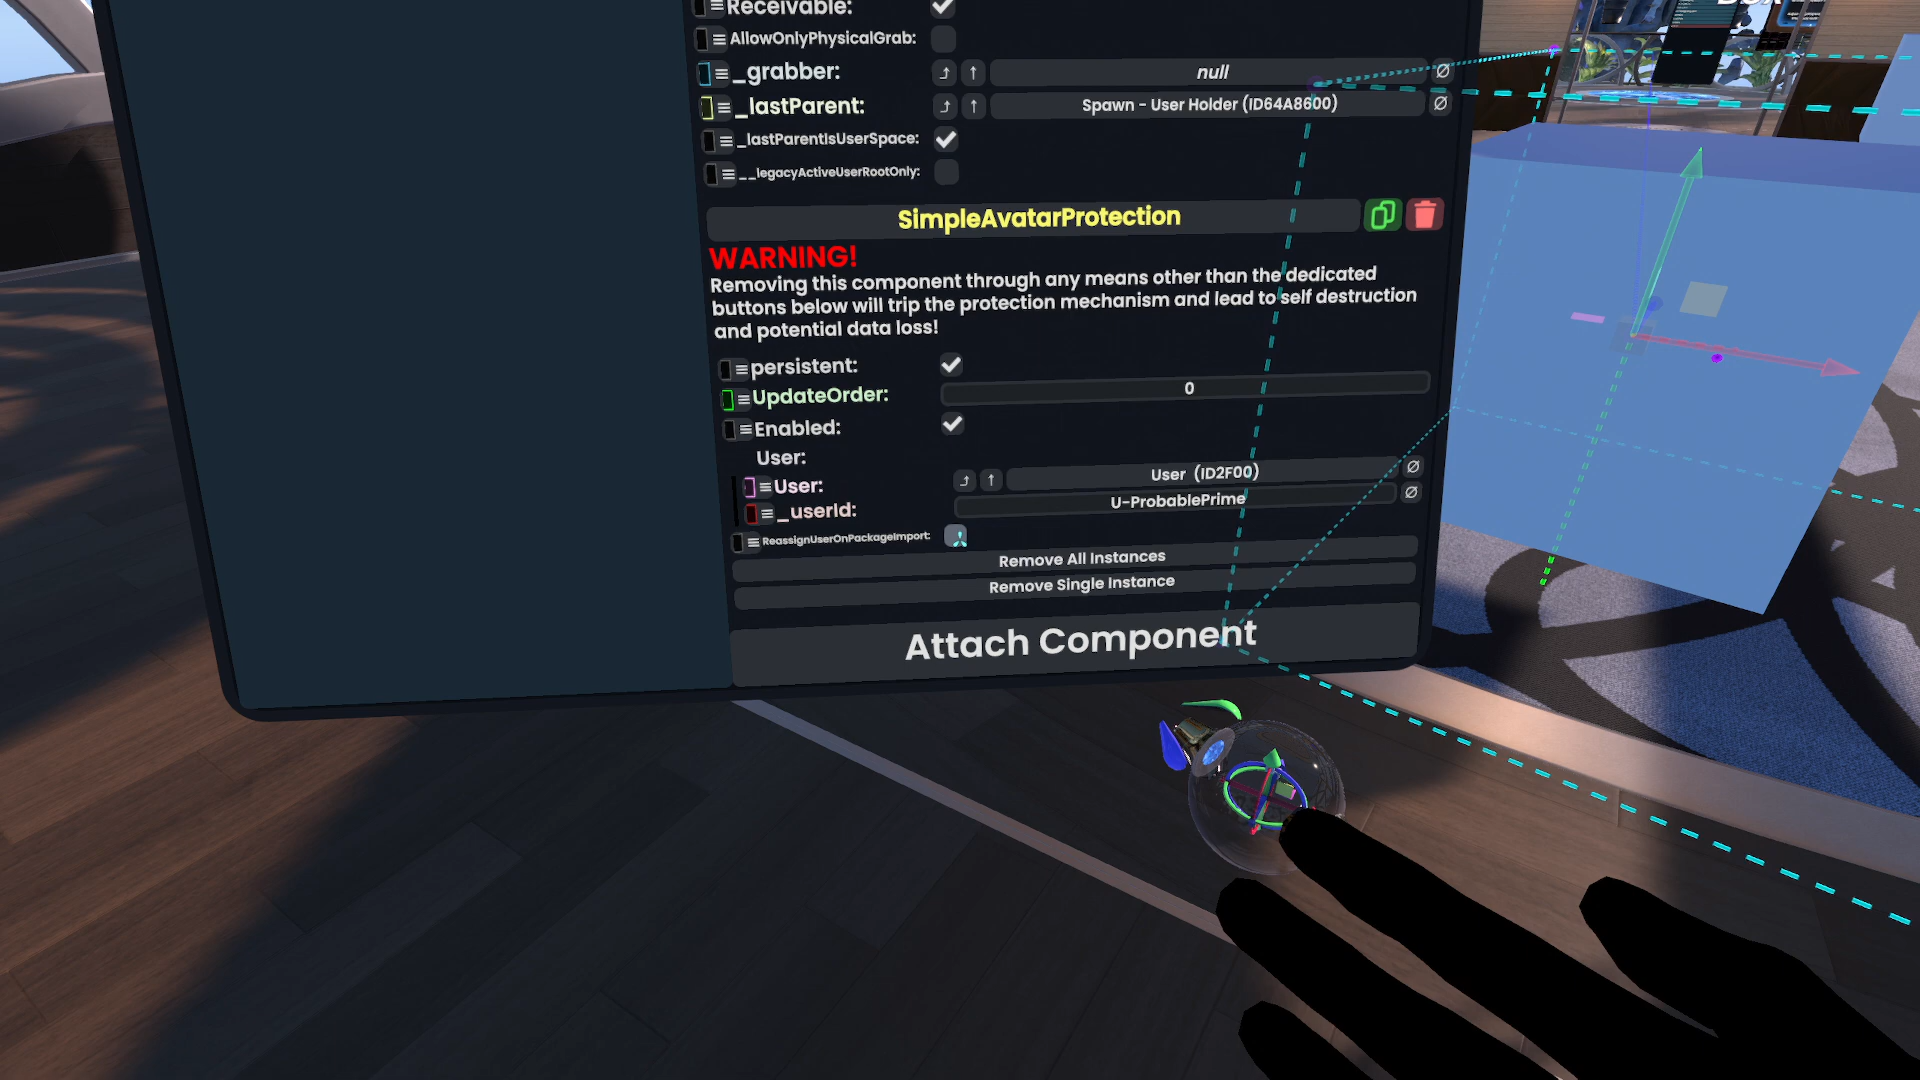 Receivable:
AllowOnlyPhysicalGrab:
_grabber:
null
_lastParent:
Spawn - User Holder (ID64A8600)
_lastParentIsUserSpace:
__legacyActiveUserRootOnly:
SimpleAvatarProtection
WARNING!
Removing this component through any means other than the dedicated
buttons below will trip the protection mechanism and lead to self destruction
and potential data loss!
persistent:
UpdateOrder:
0
Enabled:
User:
User:
User (ID2F00)
_userId:
U-ProbablePrime
ReassignUserOnPackageImport:
Remove All Instances
Remove Single Instance
Attach Component